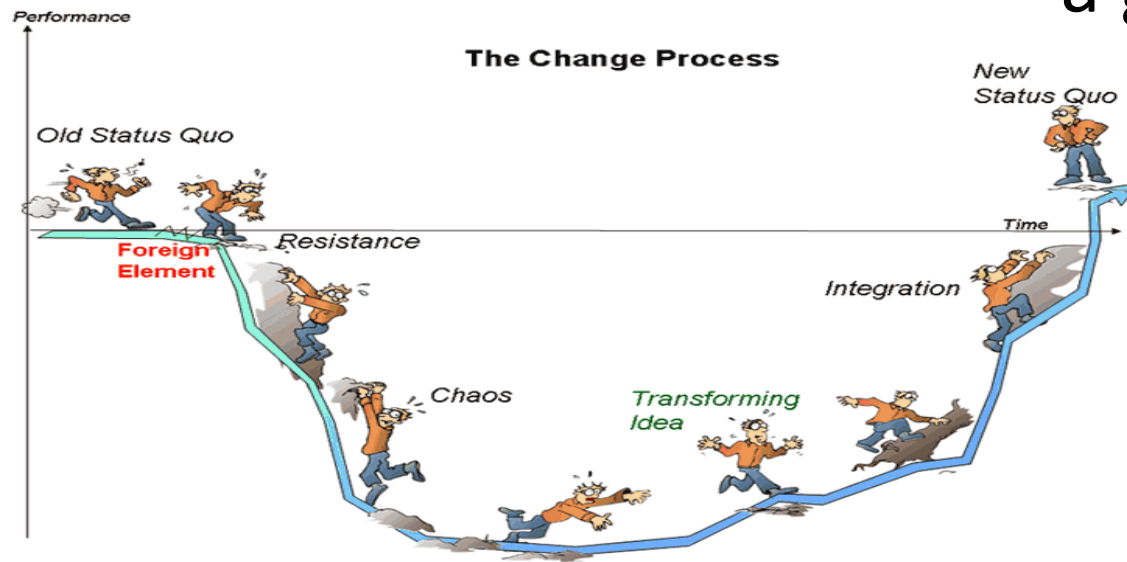 Performance
The Change Process
New
Status Quo
Old Status Quo
Time
Foreign
Element
Resistance
Integration
Chaos
Transforming
Idea